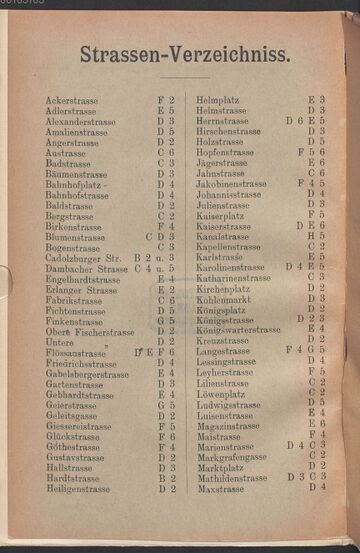 Strassen-Verzeichniss.
Ackerstrasse F 2
Adlerstrasse E 5
Alexanderstrasse D 3
Amalienstrasse D 5
Angerstrasse D 2
Austrasse C 6
Badstrasse C 3
Bäumenstrasse D 3
Bahnhofplatz - D 4
Bahnhofstrasse D 4
Baldstrasse D 2
Bergstrasse C 2
Birkenstrasse F 4
Blumenstrasse C D 3
Bogenstrasse C 3
Cadolzburger Str. B 2 u. 3
Dambacher Strasse C 4 u. 5
Engelhardtstrasse E 4
Erlanger Strasse E 2
Fabrikstrasse C 6
Fichtenstrasse D 5
Finkenstrasse G 5
Obere Fischerstrasse D 2
Untere „ D 2
Flössaustrasse D E F 6
Friedrichstrasse D 4
Gabelsbergerstrasse E 4
Gartenstrasse D 3
Gebhardtstrasse E 4
Geierstrasse G 5
Geleitsgasse D 2
Giessereistrasse F 5
Glückstrasse F 6
Göthestrasse F 4
Gustavstrasse D 2
Hallstrasse D 3
Hardtstrasse B 2
Heiligenstrasse D 2
Helmplatz E 3
Helmstrasse D 3
Herrnstrasse D 6 E 5
Hirschenstrasse D 3
Holzstrasse D 5
Hopfenstrasse F 5 6
Jägerstrasse E 6
Jahnstrasse C 6
Jakobinenstrasse F 4 5
Johannisstrasse D 4
Julienstrasse D 3
Kaiserplatz F 5
Kaiserstrasse D E 6
Kanalstrasse H 5
Kapellenstrasse C 2
Karlstrasse E 5
Karolinenstrasse D 4 E 5
Katharinenstrasse C 3
Kirchenplatz D 2
Kohlenmarkt D 3
Königsplatz D 2
Königsstrasse D 2 3
Königswarterstrasse E 4
Kreuzstrasse D 2
Langestrasse F 4 G 5
Lessingstrasse D 4
Leyherstrasse F 5
Lilienstrasse C 2
Löwenplatz C 2
Ludwigsstrasse D 5
Luisenstrasse E 4
Magazinstrasse E 6
Maistrasse F 4
Marienstrasse D 4 C 3
Markgrafengasse C 2
Marktplatz D 2
Mathildenstrasse D 3 C 3
Maxstrasse D 4